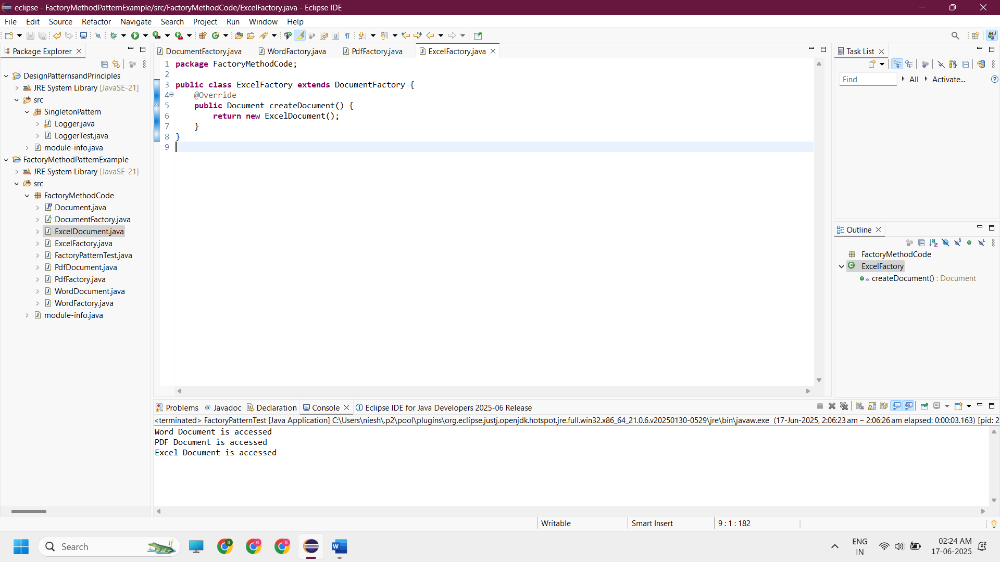 eclipse - FactoryMethodPatternExample/src/FactoryMethodCode/ExcelFactory.java - Eclipse IDE
File Edit Source Refactor Navigate Search Project Run Window Help
Package Explorer
DesignPatternsandPrinciples
JRE System Library [JavaSE-21]
src
SingletonPattern
Logger.java
LoggerTest.java
module-info.java
FactoryMethodPatternExample
JRE System Library [JavaSE-21]
src
FactoryMethodCode
Document.java
DocumentFactory.java
ExcelDocument.java
ExcelFactory.java
FactoryPatternTest.java
PdfDocument.java
PdfFactory.java
WordDocument.java
WordFactory.java
module-info.java
DocumentFactory.java WordFactory.java PdfFactory.java ExcelFactory.java
1 package FactoryMethodCode;
2
3 public class ExcelFactory extends DocumentFactory {
4 @Override
5 public Document createDocument() {
6 return new ExcelDocument();
7 }
8 }
9
Task List
Find All Activate...
Outline
FactoryMethodCode
ExcelFactory
createDocument() : Document
Problems Javadoc Declaration Console Eclipse IDE for Java Developers 2025-06 Release
<terminated> FactoryPatternTest [Java Application] C:\Users\niesh\.p2\pool\plugins\org.eclipse.justj.openjdk.hotspot.jre.full.win32.x86_64_21.0.6.v20250130-0529\jre\bin\javaw.exe (17-Jun-2025, 2:06:23 am – 2:06:26 am elapsed: 0:00:03.163) [pid: 2
Word Document is accessed
PDF Document is accessed
Excel Document is accessed
Writable Smart Insert 9 : 1 : 182
Search
ENG
IN
02:24 AM
17-06-2025